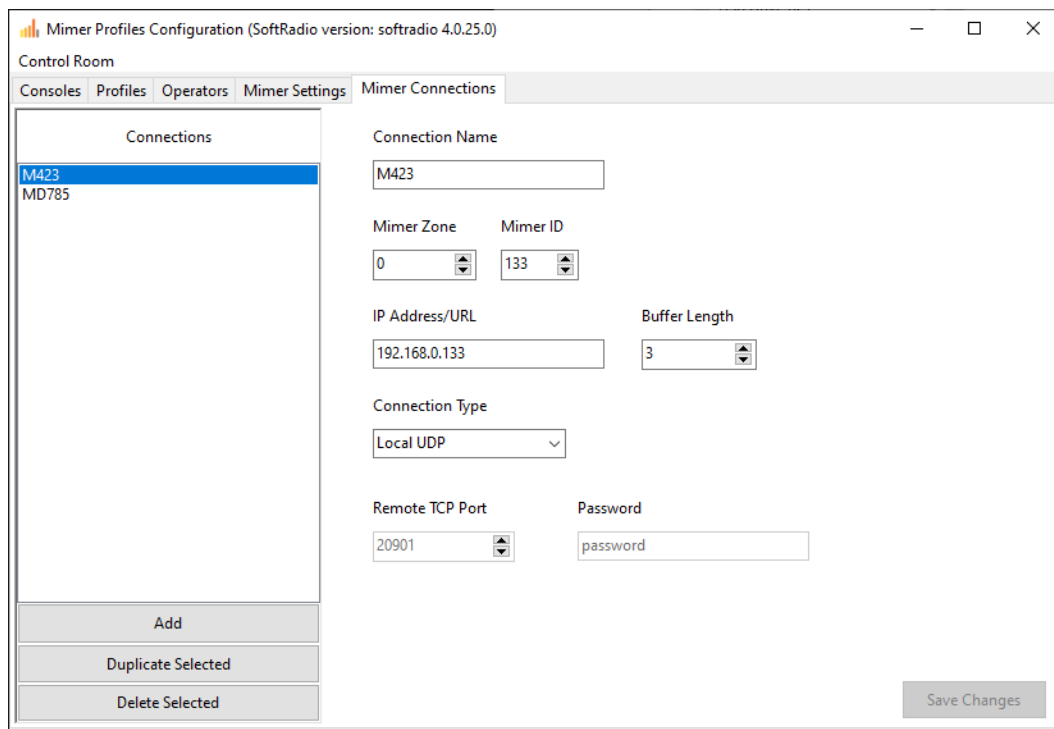 Mimer Profiles Configuration (SoftRadio version: softradio 4.0.25.0)
Control Room
Consoles Profiles Operators Mimer Settings Mimer Connections
Connections
M423
MD785
Add
Duplicate Selected
Delete Selected
Connection Name
M423
Mimer Zone Mimer ID
0 133
IP Address/URL Buffer Length
192.168.0.133 3
Connection Type
Local UDP
Remote TCP Port Password
20901 password
Save Changes